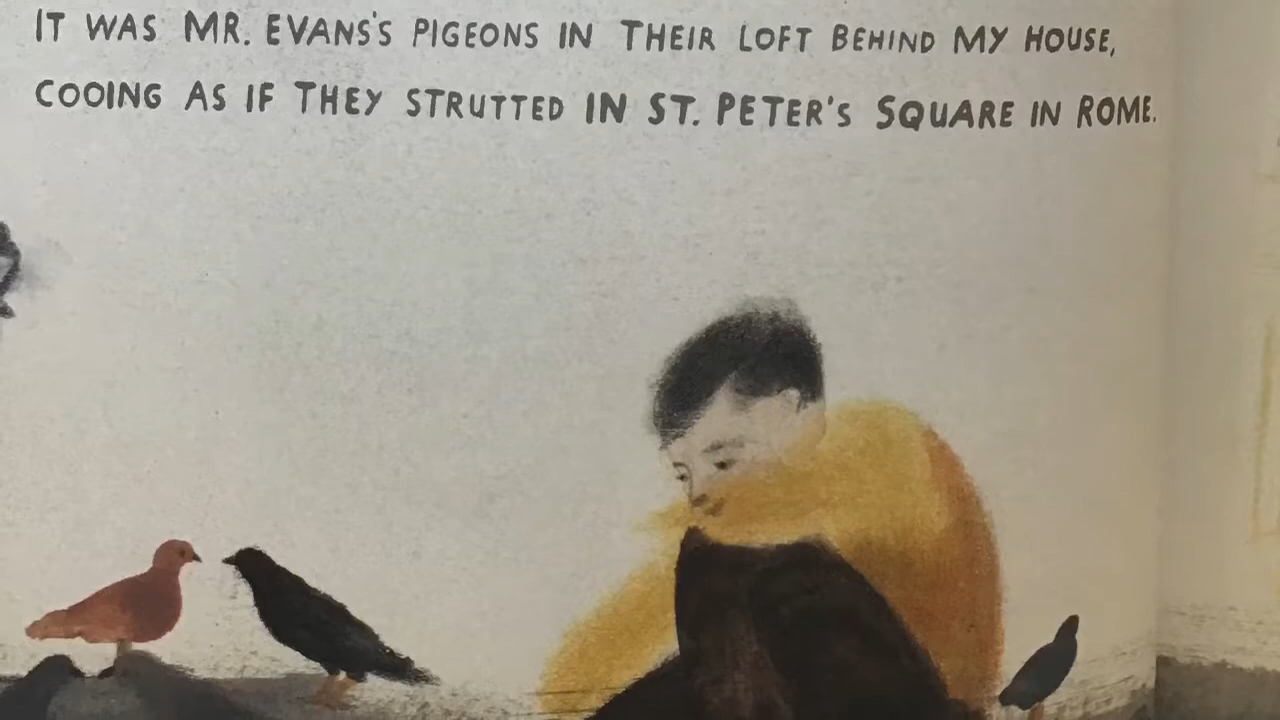 IT WAS MR. EVANS'S PIGEONS IN THEIR LOFT BEHIND MY HOUSE,
COOING AS IF THEY STRUTTED IN ST. PETER'S SQUARE IN ROME.